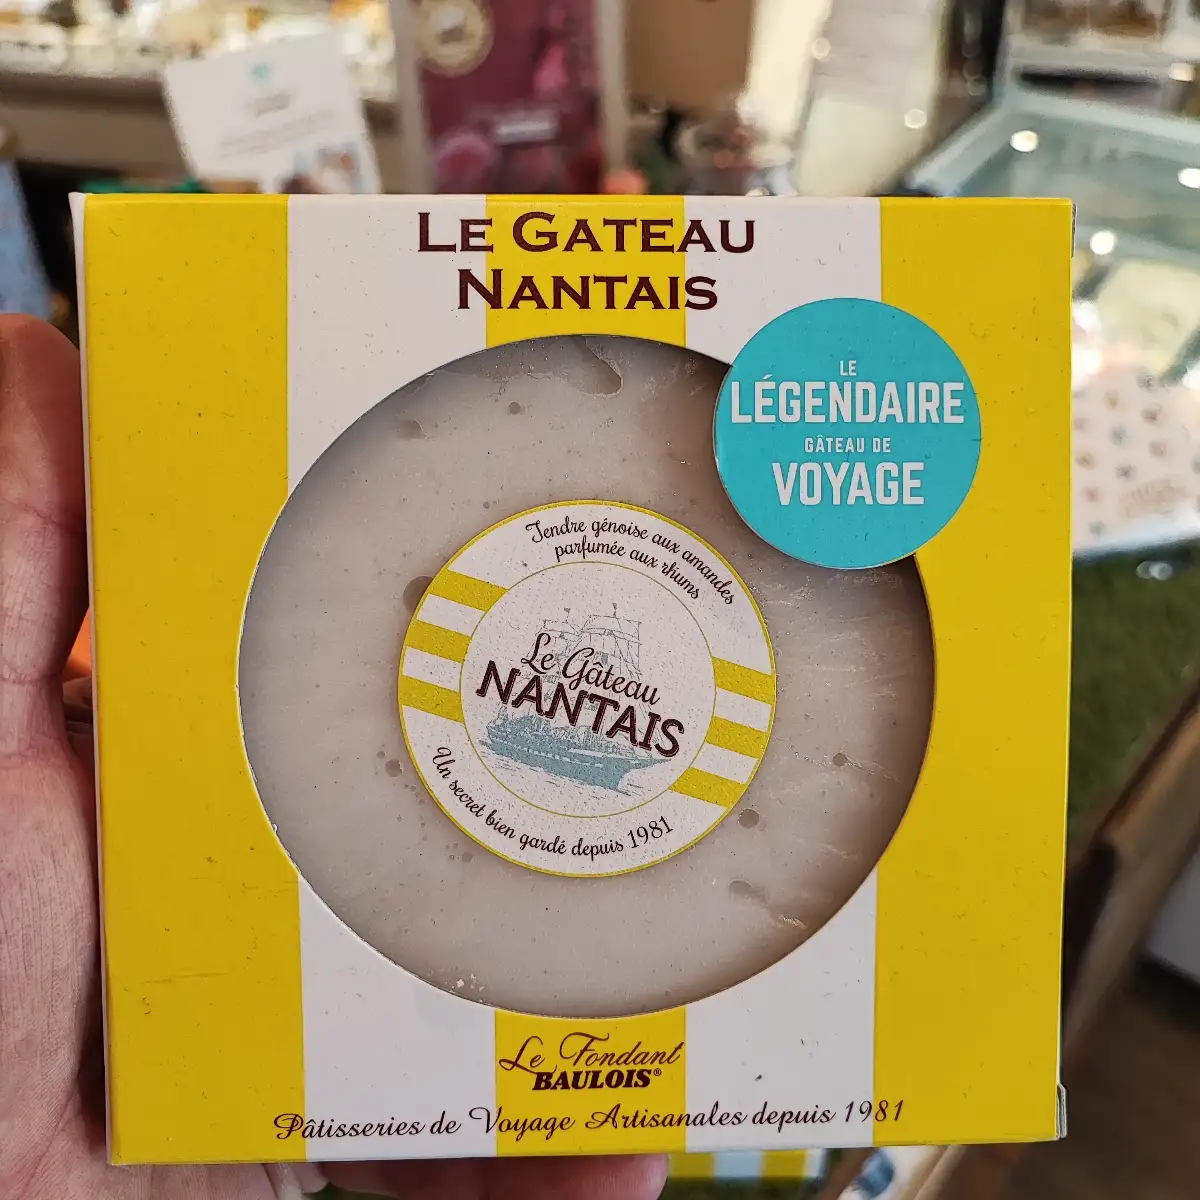 LE GATEAU
NANTAIS
LE
LÉGENDAIRE
GÂTEAU DE
VOYAGE
Tendre génoise aux amandes
parfumée aux rhums
Le Gâteau
NANTAIS
Un secret bien gardé depuis 1981
Le Fondant
BAULOIS®
Pâtisseries de Voyage Artisanales depuis 1981